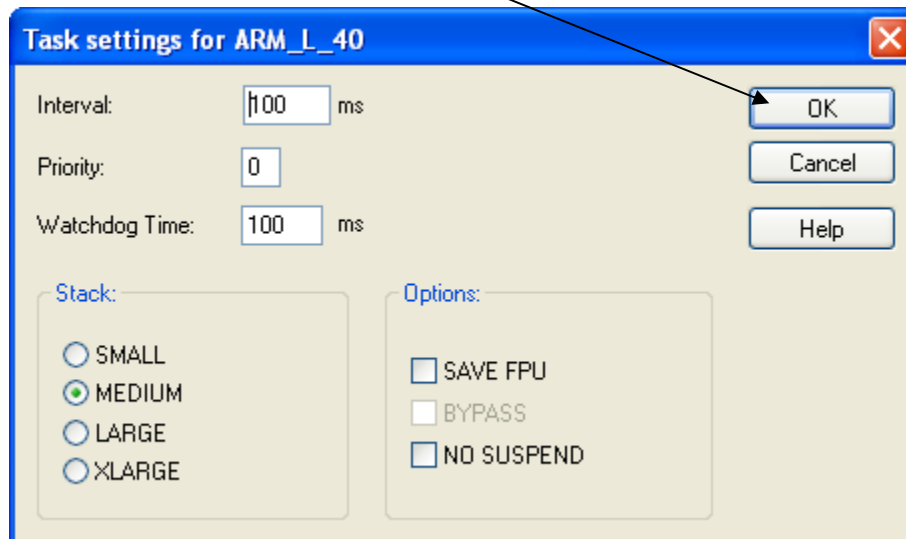 Task settings for ARM_L_40
Interval: 100 ms
OK
Priority: 0
Cancel
Watchdog Time: 100 ms
Help
Stack:
Options:
SMALL
SAVE FPU
MEDIUM
BYPASS
LARGE
NO SUSPEND
XLARGE